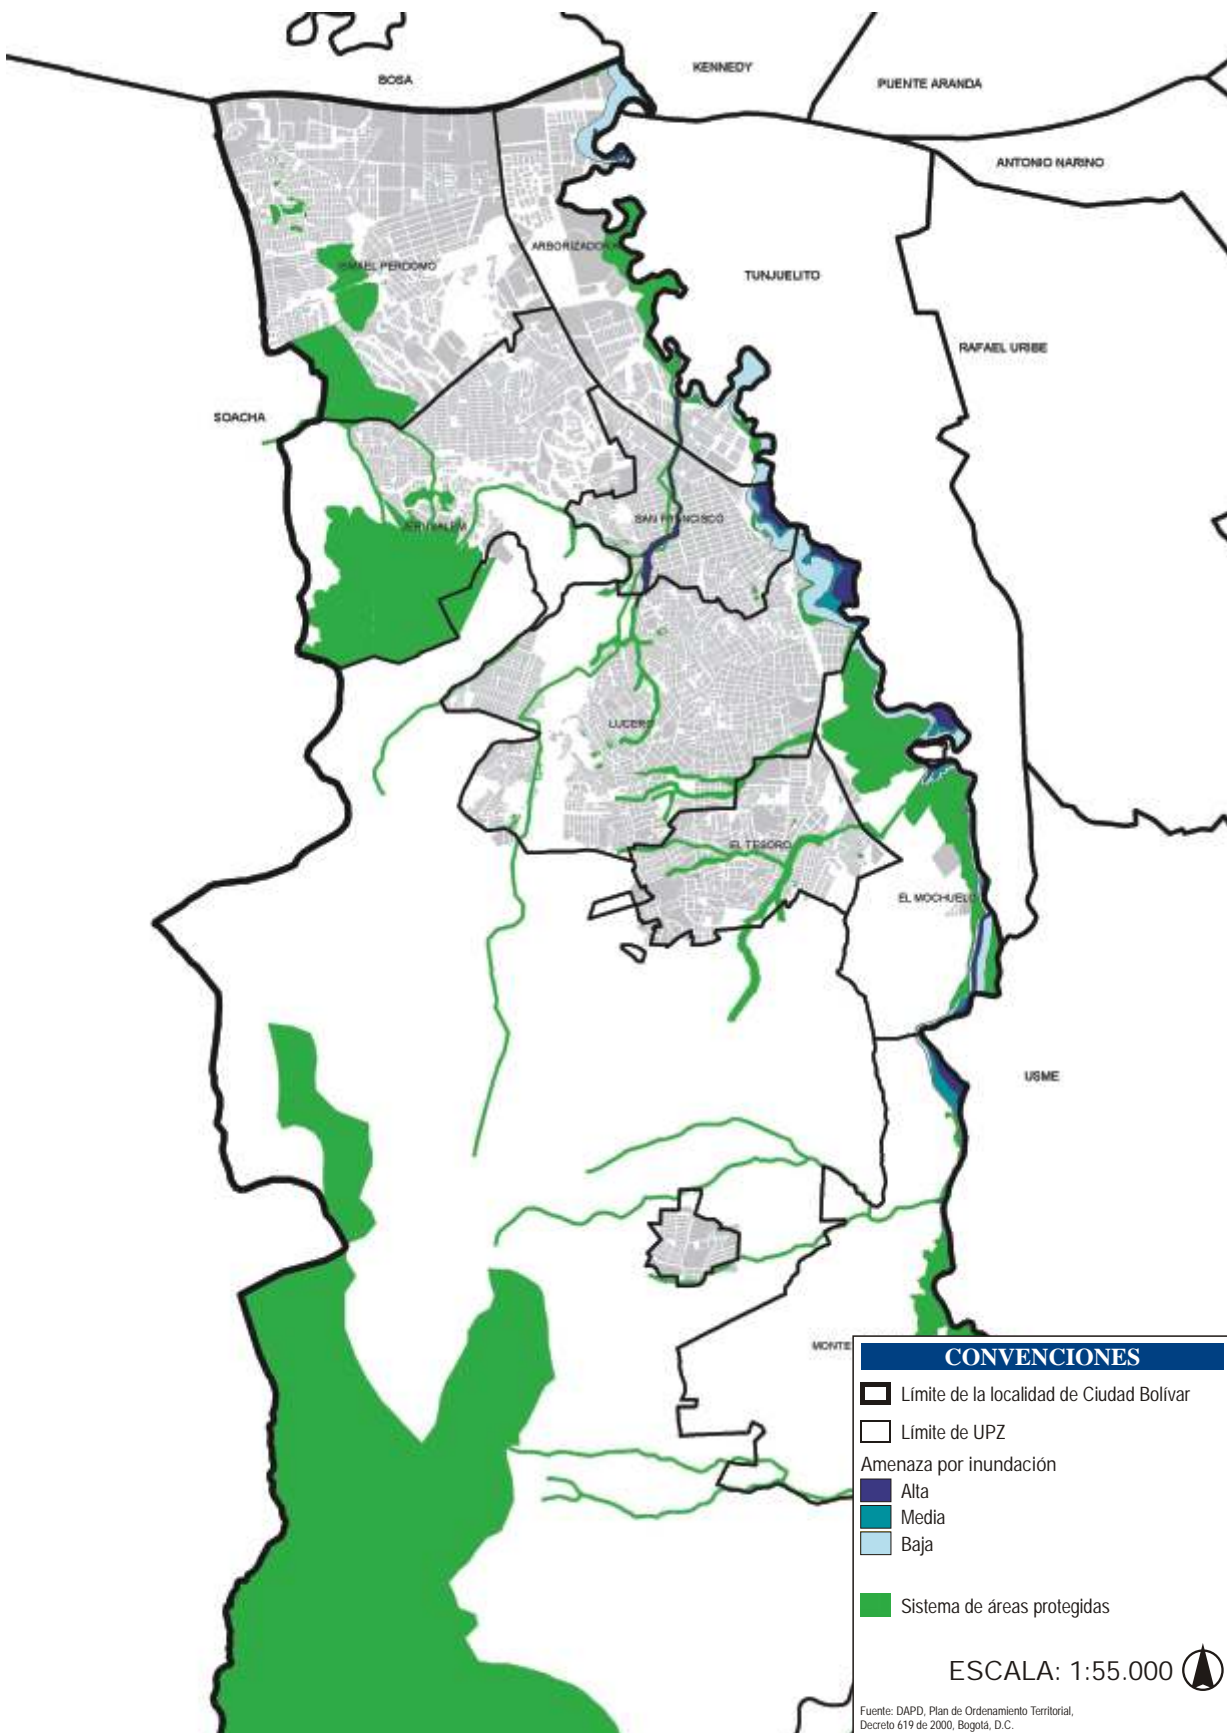 BOSA
KENNEDY
PUENTE ARANDA
ANTONIO NARINO
ARBORIZADORA
ISMAEL PERDOMO
TUNJUELITO
RAFAEL URIBE
SOACHA
JERUSALEM
SAN FRANCISCO
LUCERO
EL TESORO
EL MOCHUELO
USME
MONTE
CONVENCIONES
Límite de la localidad de Ciudad Bolívar
Límite de UPZ
Amenaza por inundación
Alta
Media
Baja
Sistema de áreas protegidas
ESCALA: 1:55.000
Fuente: DAPD, Plan de Ordenamiento Territorial,
Decreto 619 de 2000, Bogotá, D.C.